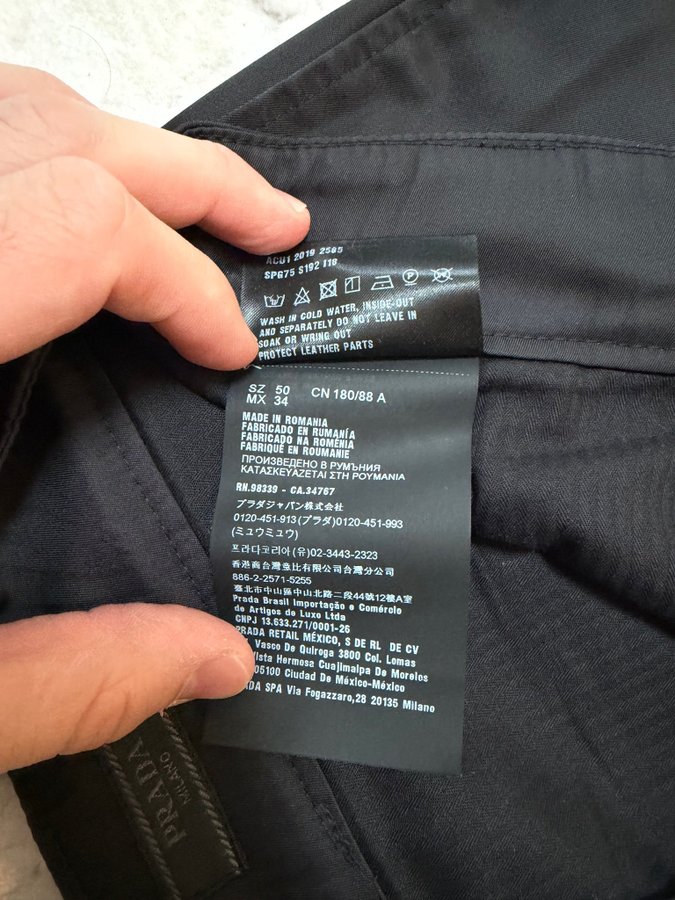 ACU1 2019 2585
SPG75 S192 118
WASH IN COLD WATER, INSIDE-OUT
AND SEPARATELY DO NOT LEAVE IN
SOAK OR WRING OUT
PROTECT LEATHER PARTS
SZ 50 CN 180/88 A
MX 34
MADE IN ROMANIA
FABRICADO EN RUMANÍA
FABRICADO NA ROMÉNIA
FABRIQUÉ EN ROUMANIE
ПРОИЗВЕДЕНО В РУМЪНИЯ
ΚΑΤΑΣΚΕΥΑΖΕΤΑΙ ΣΤΗ ΡΟΥΜΑΝΙΑ
RN.98339 - CA.34767
プラダジャパン株式会社
0120-451-913(プラダ)0120-451-993
(ミュウミュウ)
프라다코리아(유)02-3443-2323
香港商台灣兔比有限公司台灣分公司
886-2-2571-5255
臺北市中山區中山北路二段44號12樓A室
Prada Brasil Importação e Comércio
de Artigos de Luxo Ltda
CNPJ 13.633.271/0001-26
PRADA RETAIL MÉXICO, S DE RL DE CV
Vasco De Quiroga 3800 Col. Lomas
Vista Hermosa Cuajimalpa De Morelos
05100 Ciudad De México-México
SPA Via Fogazzaro,28 20135 Milano
PRADA
MILANO